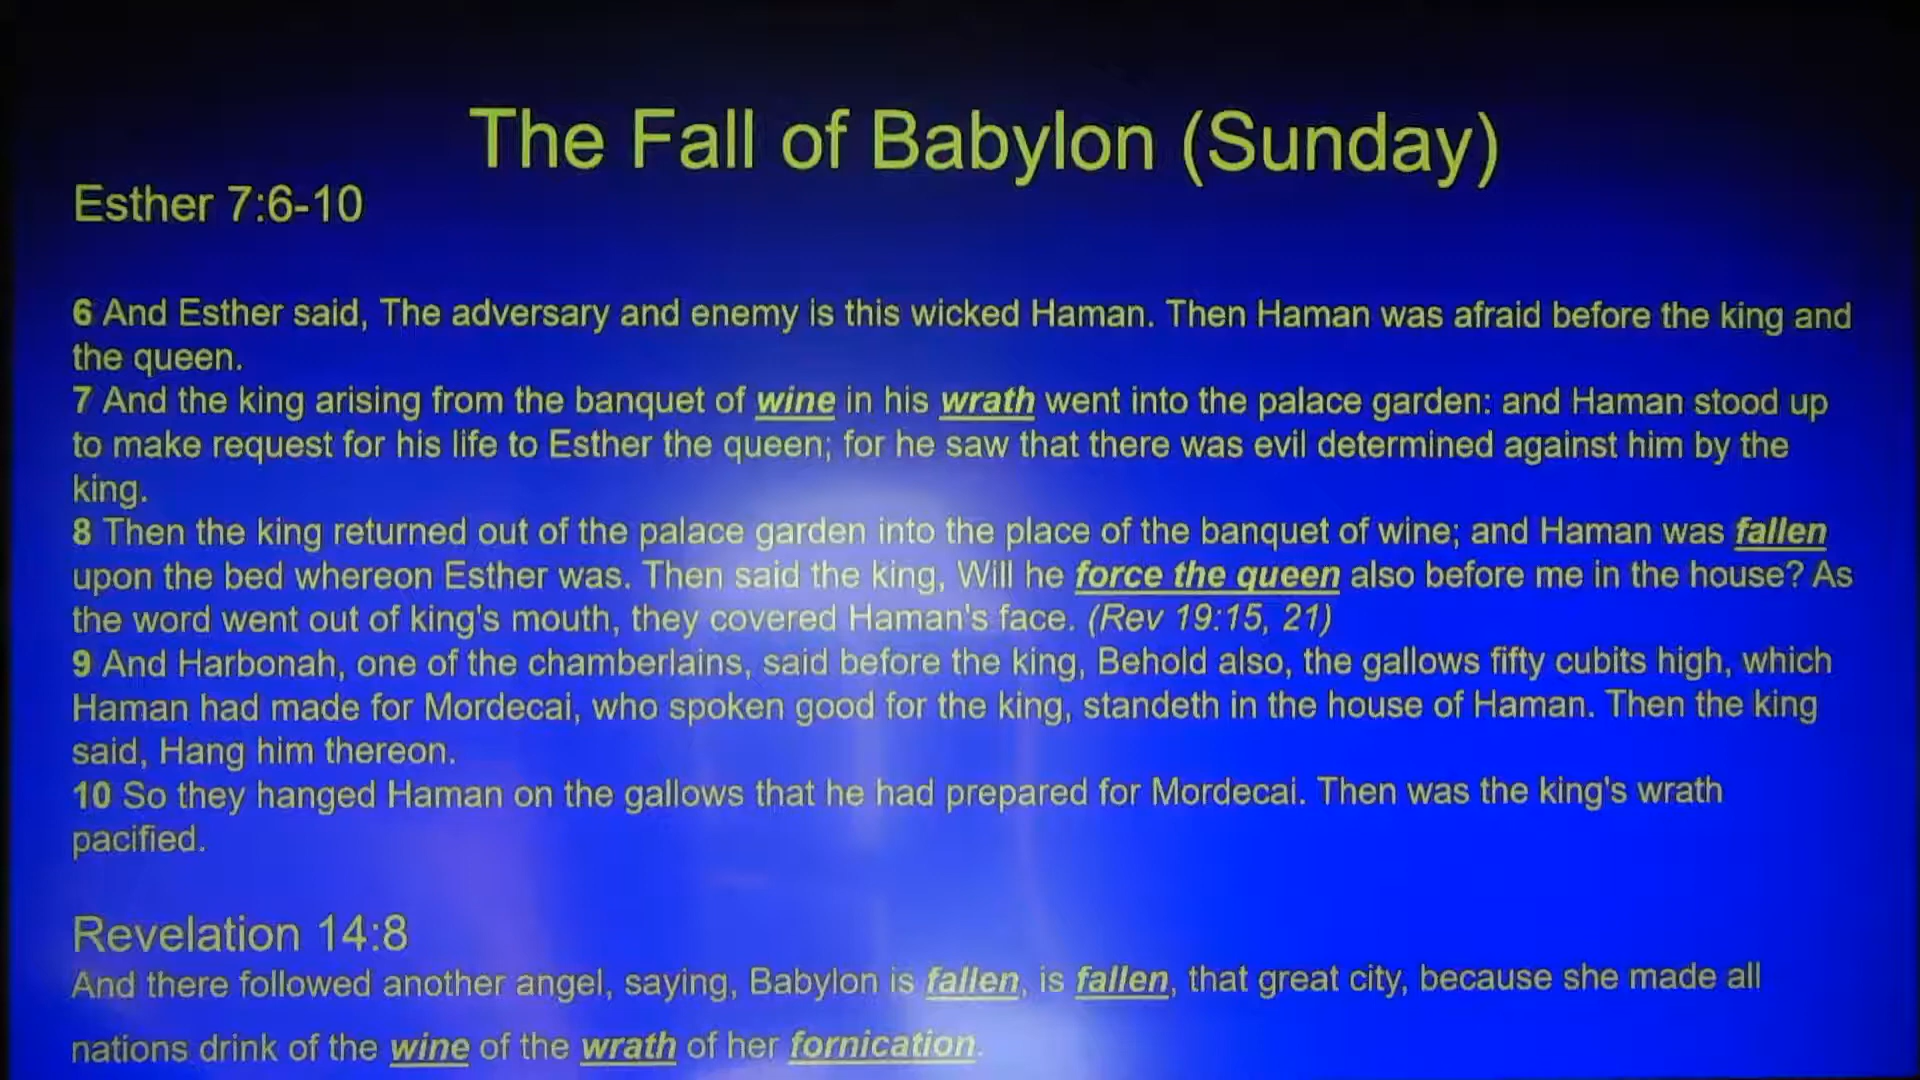 The Fall of Babylon (Sunday)
Esther 7:6-10
6 And Esther said, The adversary and enemy is this wicked Haman. Then Haman was afraid before the king and
the queen.
7 And the king arising from the banquet of wine in his wrath went into the palace garden: and Haman stood up
to make request for his life to Esther the queen; for he saw that there was evil determined against him by the
king.
8 Then the king returned out of the palace garden into the place of the banquet of wine; and Haman was fallen
upon the bed whereon Esther was. Then said the king, Will he force the queen also before me in the house? As
the word went out of king's mouth, they covered Haman's face. (Rev 19:15, 21)
9 And Harbonah, one of the chamberlains, said before the king, Behold also, the gallows fifty cubits high, which
Haman had made for Mordecai, who spoken good for the king, standeth in the house of Haman. Then the king
said, Hang him thereon.
10 So they hanged Haman on the gallows that he had prepared for Mordecai. Then was the king's wrath
pacified.
Revelation 14:8
And there followed another angel, saying, Babylon is fallen, is fallen, that great city, because she made all
nations drink of the wine of the wrath of her fornication.